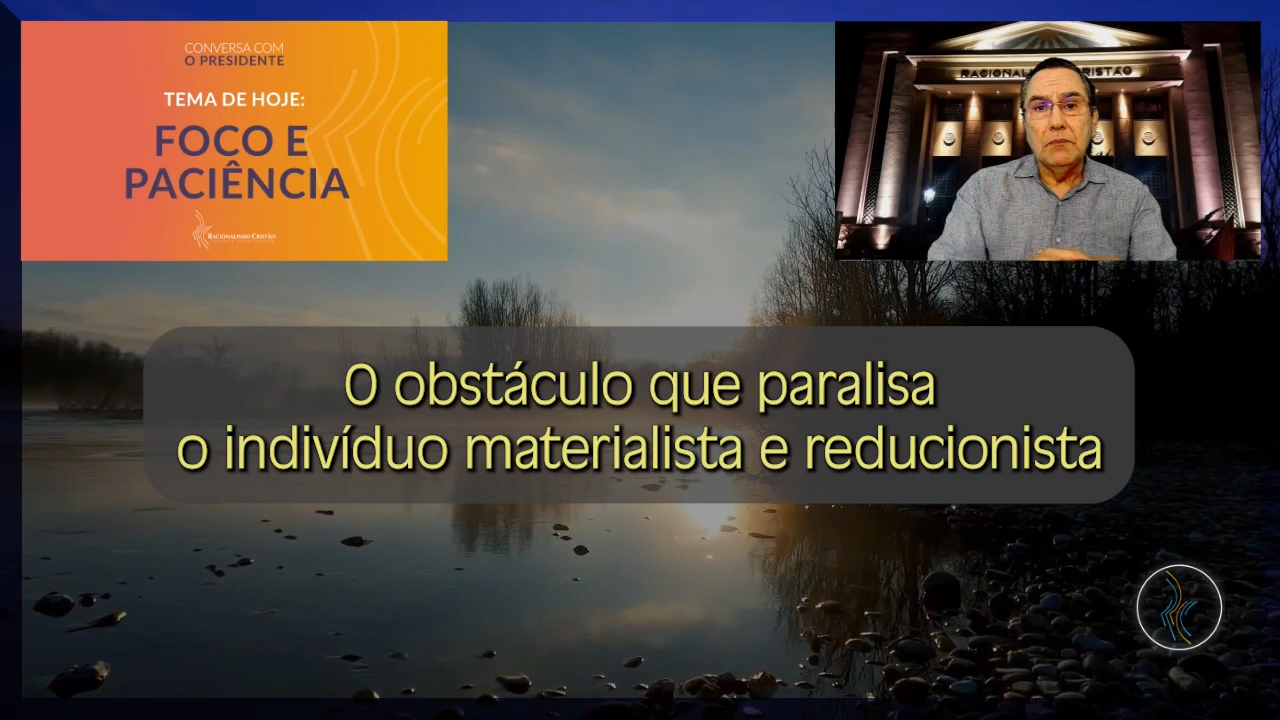 CONVERSA COM
O PRESIDENTE
TEMA DE HOJE:
FOCO E
PACIÊNCIA
RACIONALISMO CRISTÃO
O obstáculo que paralisa
o indivíduo materialista e reducionista